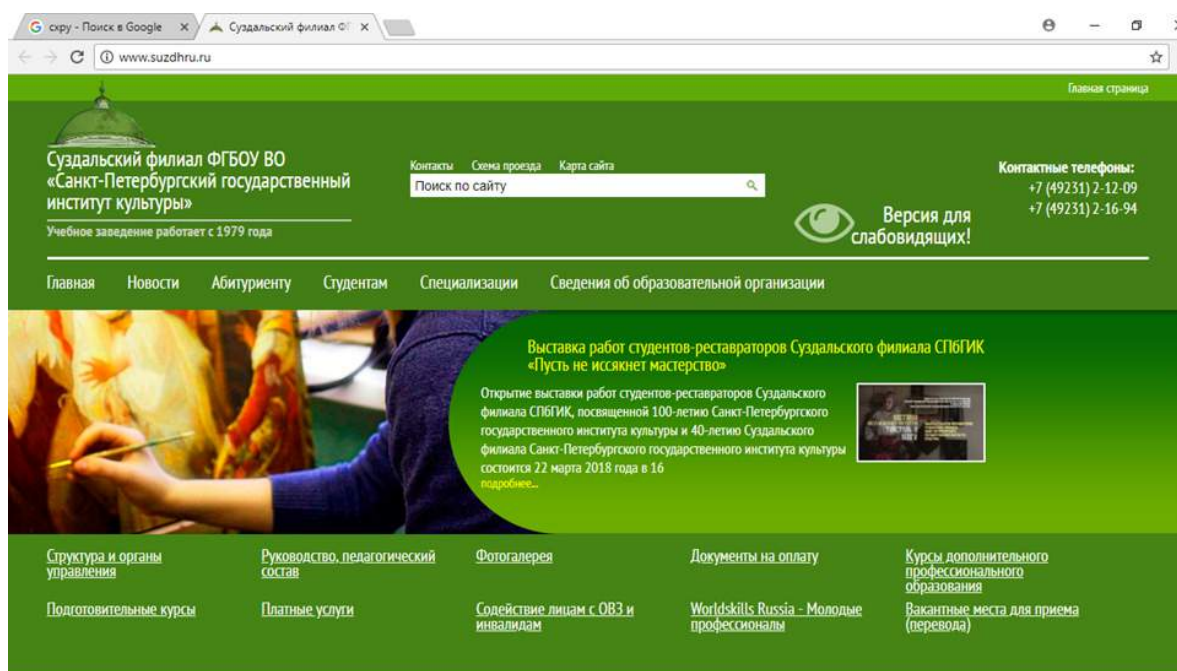 схру - Поиск в Google
Суздальский филиал ФГ
www.suzdhru.ru
Главная страница
Суздальский филиал ФГБОУ ВО
«Санкт-Петербургский государственный
институт культуры»
Учебное заведение работает с 1979 года
Контакты Схема проезда Карта сайта
Поиск по сайту
Версия для
слабовидящих!
Контактные телефоны:
+7 (49231) 2-12-09
+7 (49231) 2-16-94
Главная Новости Абитуриенту Студентам Специализации Сведения об образовательной организации
Выставка работ студентов-реставраторов Суздальского филиала СПбГИК
«Пусть не иссякнет мастерство»
Открытие выставки работ студентов-реставраторов Суздальского
филиала СПбГИК, посвященной 100-летию Санкт-Петербургского
государственного института культуры и 40-летию Суздальского
филиала Санкт-Петербургского государственного института культуры
состоится 22 марта 2018 года в 16
подробнее...
Структура и органы
управления
Руководство, педагогический
состав
Фотогалерея
Документы на оплату
Курсы дополнительного
профессионального
образования
Подготовительные курсы
Платные услуги
Содействие лицам с ОВЗ и
инвалидам
Worldskills Russia - Молодые
профессионалы
Вакантные места для приема
(перевода)